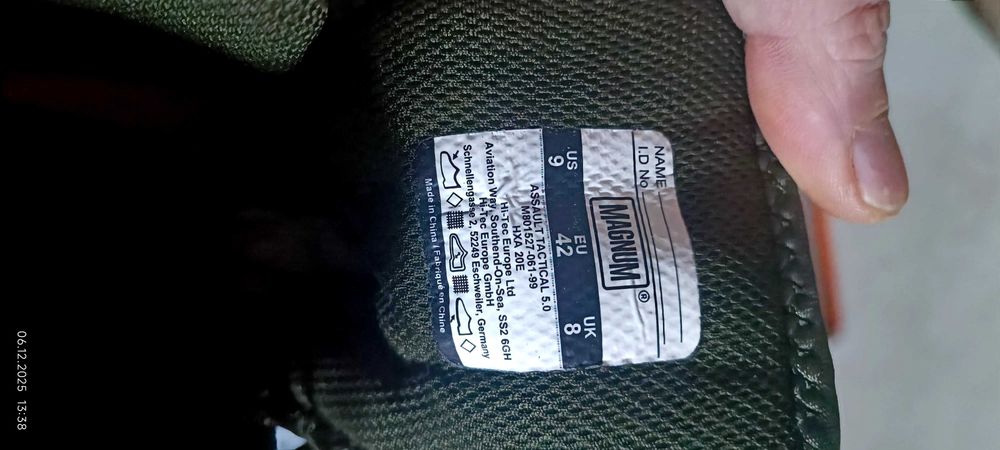 NAME
I.D No
MAGNUM®
US EU UK
9 42 8
ASSAULT TACTICAL 5.0
M801527-061-99
HXA 20E
Hi-Tec Europe Ltd
Aviation Way, Southend-On-Sea, SS2 6GH
Hi-Tec Europe GmbH
Schnellengasse 2, 52249 Eschweiler, Germany
Made in China / Fabriqué en Chine
06.12.2025 13:38